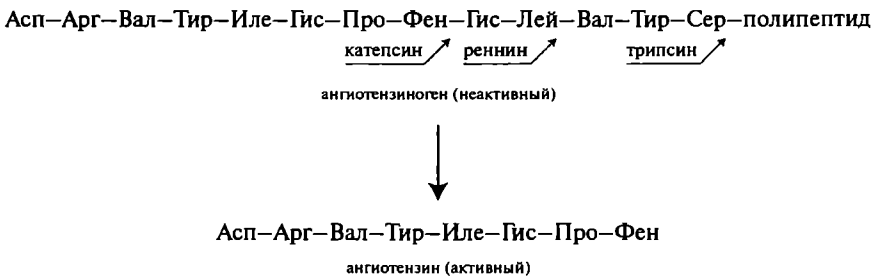 Асп–Арг–Вал–Тир–Иле–Гис–Про–Фен–Гис–Лей–Вал–Тир–Сер–полипептид
катепсин реннин трипсин
ангиотензиноген (неактивный)
Асп–Арг–Вал–Тир–Иле–Гис–Про–Фен
ангиотензин (активный)